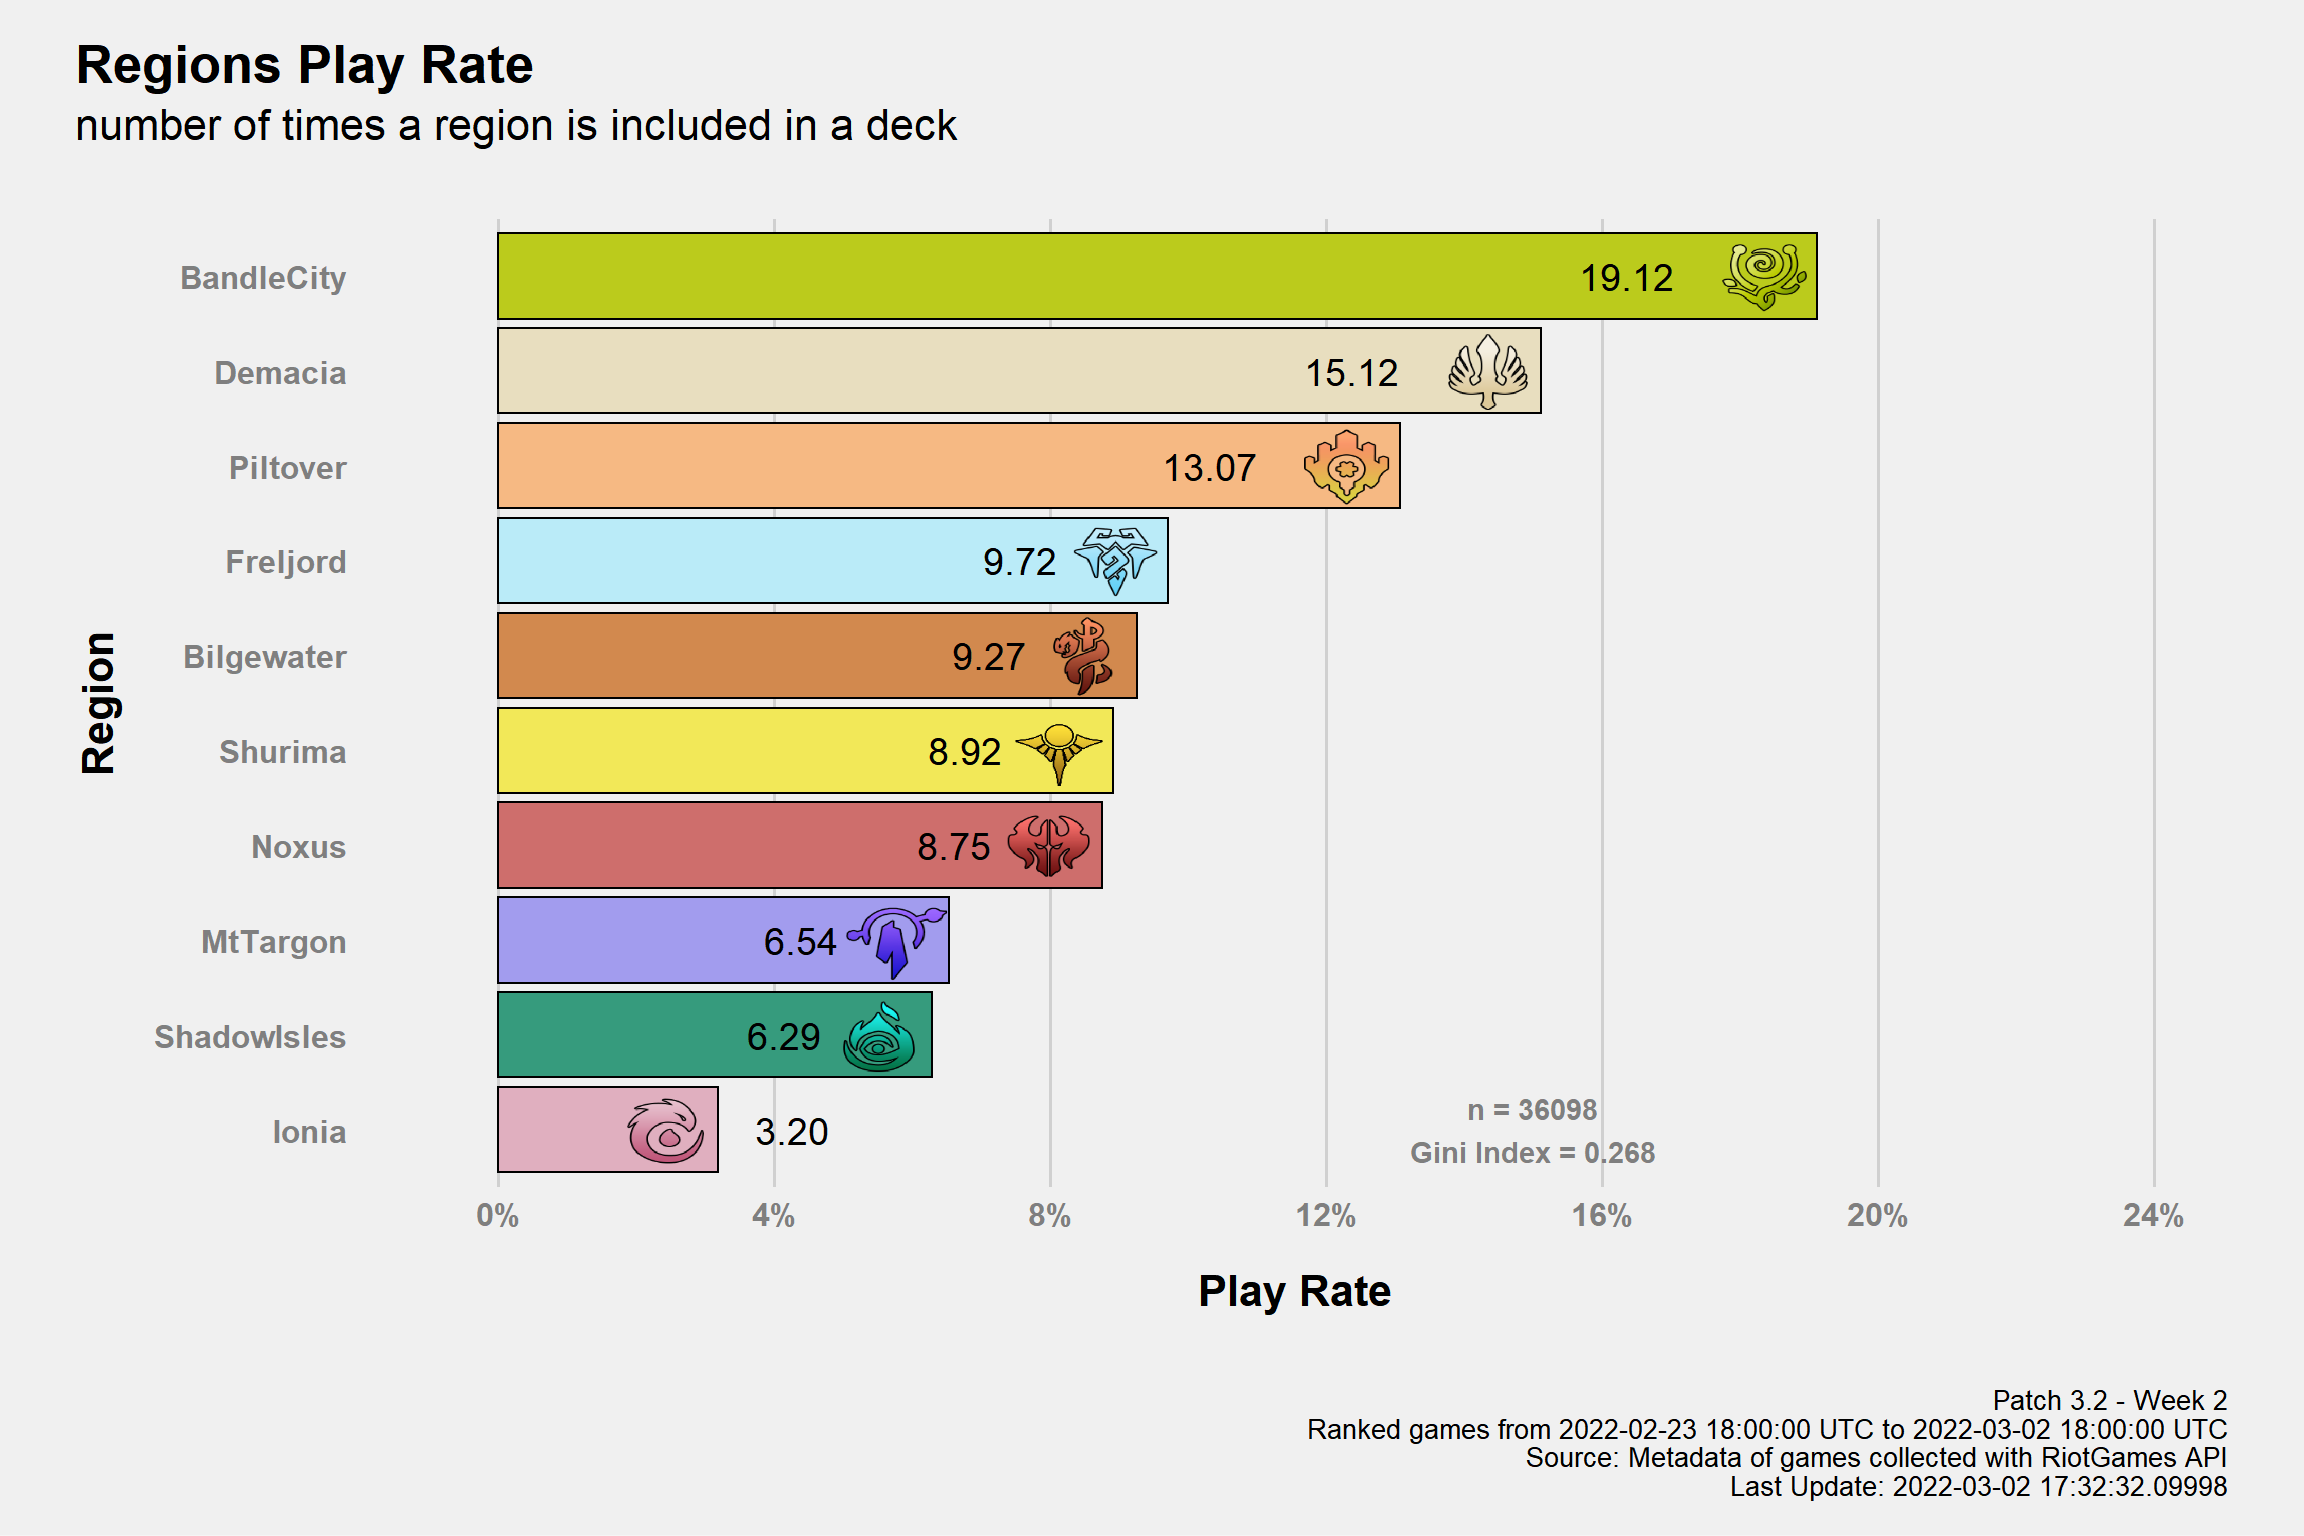 Regions Play Rate
number of times a region is included in a deck
Region
BandleCity 19.12
Demacia 15.12
Piltover 13.07
Freljord 9.72
Bilgewater 9.27
Shurima 8.92
Noxus 8.75
MtTargon 6.54
ShadowIsles 6.29
Ionia 3.20
n = 36098
Gini Index = 0.268
0% 4% 8% 12% 16% 20% 24%
Play Rate
Patch 3.2 - Week 2
Ranked games from 2022-02-23 18:00:00 UTC to 2022-03-02 18:00:00 UTC
Source: Metadata of games collected with RiotGames API
Last Update: 2022-03-02 17:32:32.09998